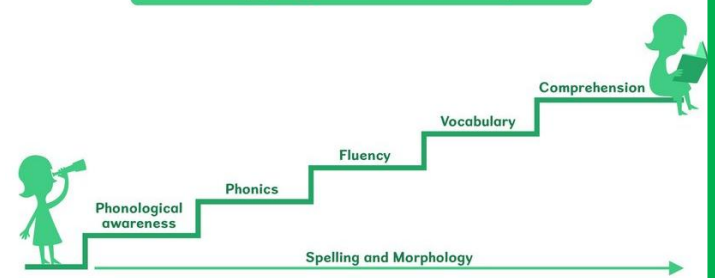 Comprehension
Vocabulary
Fluency
Phonics
Phonological
awareness
Spelling and Morphology